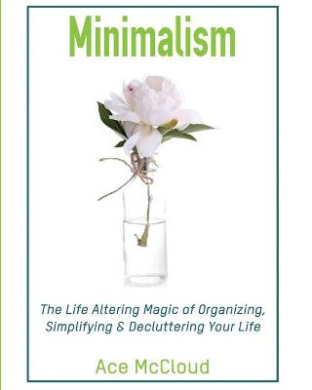 Minimalism
The Life Altering Magic of Organizing,
Simplifying & Decluttering Your Life
Ace McCloud